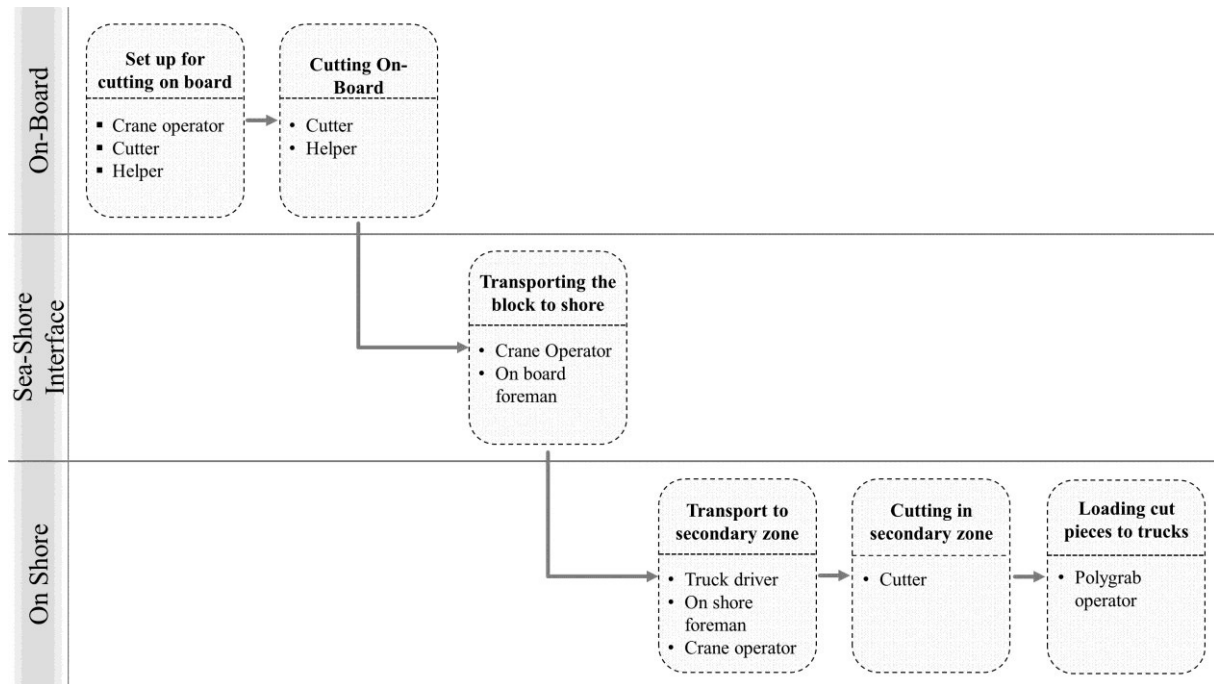 On-Board
Set up for
cutting on board
▪ Crane operator
▪ Cutter
▪ Helper
Cutting On-
Board
• Cutter
• Helper
Sea-Shore
Interface
Transporting the
block to shore
• Crane Operator
• On board
foreman
On Shore
Transport to
secondary zone
• Truck driver
• On shore
foreman
• Crane operator
Cutting in
secondary zone
• Cutter
Loading cut
pieces to trucks
• Polygrab
operator